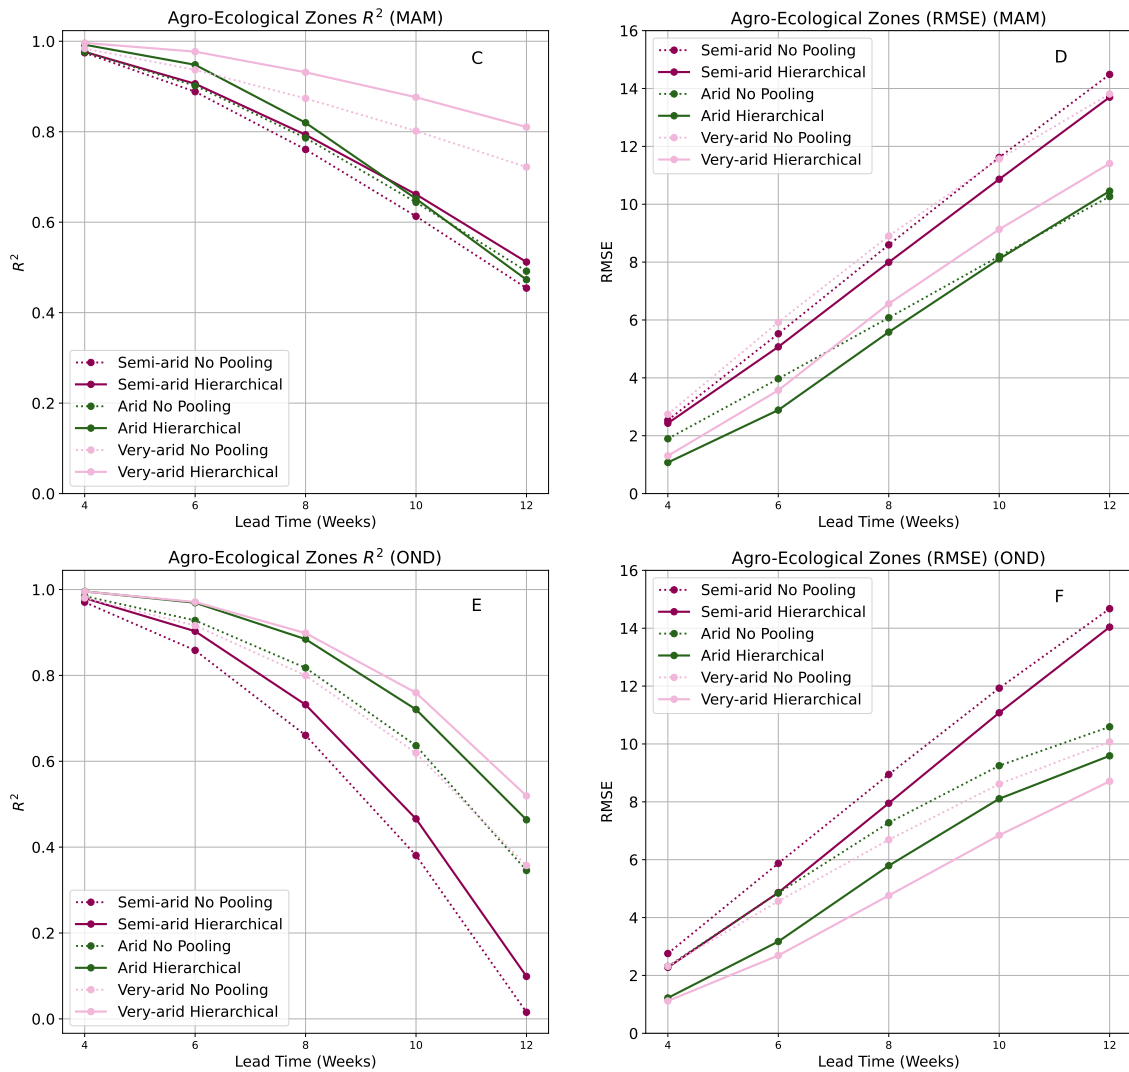 Agro-Ecological Zones R² (MAM)
C
1.0
0.8
0.6
0.4
0.2
0.0
R²
Semi-arid No Pooling
Semi-arid Hierarchical
Arid No Pooling
Arid Hierarchical
Very-arid No Pooling
Very-arid Hierarchical
4 6 8 10 12
Lead Time (Weeks)
Agro-Ecological Zones (RMSE) (MAM)
D
16
14
12
10
8
6
4
2
0
RMSE
Semi-arid No Pooling
Semi-arid Hierarchical
Arid No Pooling
Arid Hierarchical
Very-arid No Pooling
Very-arid Hierarchical
4 6 8 10 12
Lead Time (Weeks)
Agro-Ecological Zones R² (OND)
E
1.0
0.8
0.6
0.4
0.2
0.0
R²
Semi-arid No Pooling
Semi-arid Hierarchical
Arid No Pooling
Arid Hierarchical
Very-arid No Pooling
Very-arid Hierarchical
4 6 8 10 12
Lead Time (Weeks)
Agro-Ecological Zones (RMSE) (OND)
F
16
14
12
10
8
6
4
2
0
RMSE
Semi-arid No Pooling
Semi-arid Hierarchical
Arid No Pooling
Arid Hierarchical
Very-arid No Pooling
Very-arid Hierarchical
4 6 8 10 12
Lead Time (Weeks)